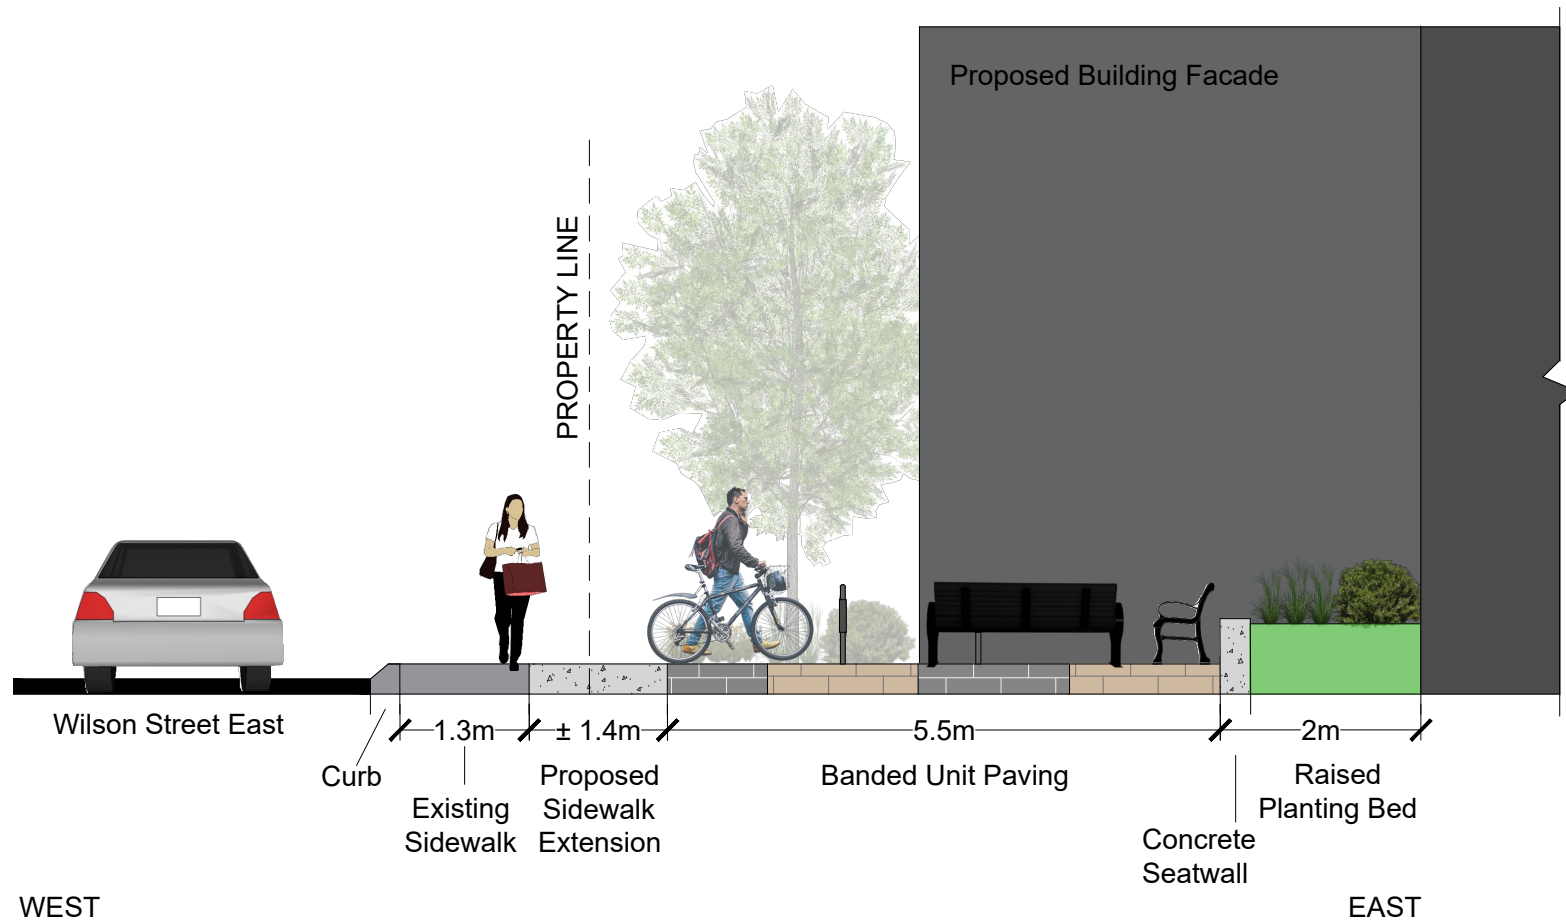 Proposed Building Facade
PROPERTY LINE
Wilson Street East
1.3m
± 1.4m
5.5m
2m
Curb
Existing
Sidewalk
Proposed
Sidewalk
Extension
Banded Unit Paving
Concrete
Seatwall
Raised
Planting Bed
WEST
EAST